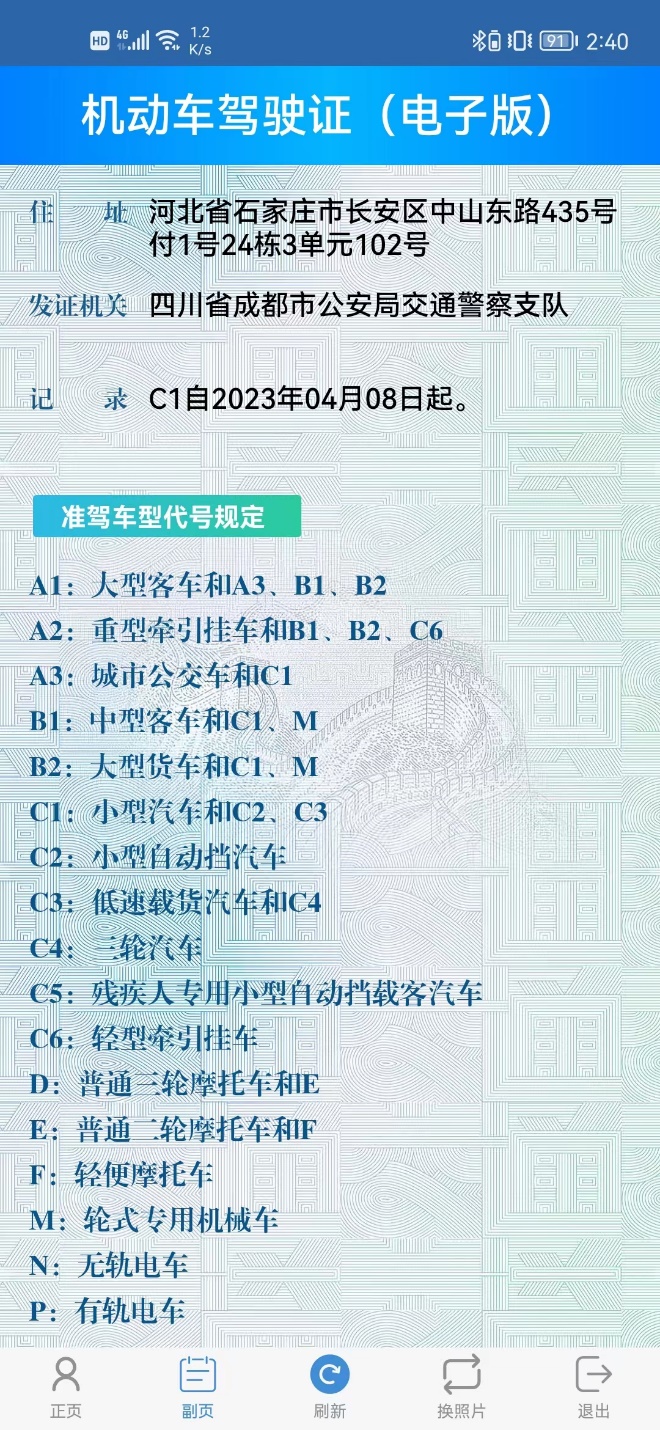 HD 4G 1.2 K/s 91 2:40
机动车驾驶证（电子版）
住 址 河北省石家庄市长安区中山东路435号
付1号24栋3单元102号
发证机关 四川省成都市公安局交通警察支队
记 录 C1自2023年04月08日起。
准驾车型代号规定
A1：大型客车和A3、B1、B2
A2：重型牵引挂车和B1、B2、C6
A3：城市公交车和C1
B1：中型客车和C1、M
B2：大型货车和C1、M
C1：小型汽车和C2、C3
C2：小型自动挡汽车
C3：低速载货汽车和C4
C4：三轮汽车
C5：残疾人专用小型自动挡载客汽车
C6：轻型牵引挂车
D：普通三轮摩托车和E
E：普通二轮摩托车和F
F：轻便摩托车
M：轮式专用机械车
N：无轨电车
P：有轨电车
正页 副页 刷新 换照片 退出